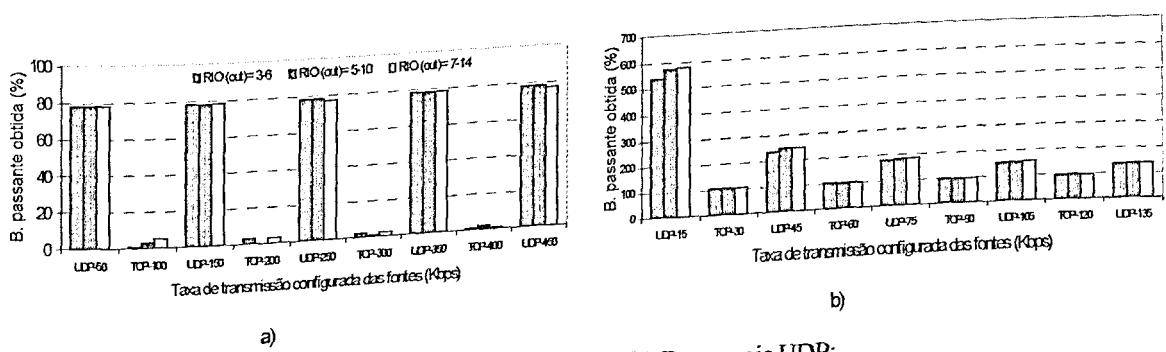 B. passante obtida (%)
100
80
60
40
20
0
RIO (out)= 3-6 RIO (out)= 5-10 RIO (out)= 7-14
UDP-50 TCP-100 UDP-150 TCP-200 UDP-250 TCP-300 UDP-350 TCP-400 UDP-450
Taxa de transmissão configurada das fontes (Kbps)
a)
B. passante obtida (%)
700
600
500
400
300
200
100
0
UDP-15 TCP-30 UDP-45 TCP-60 UDP-75 TCP-90 UDP-105 TCP-120 UDP-135
Taxa de transmissão configurada das fontes (Kbps)
b)
UDP: